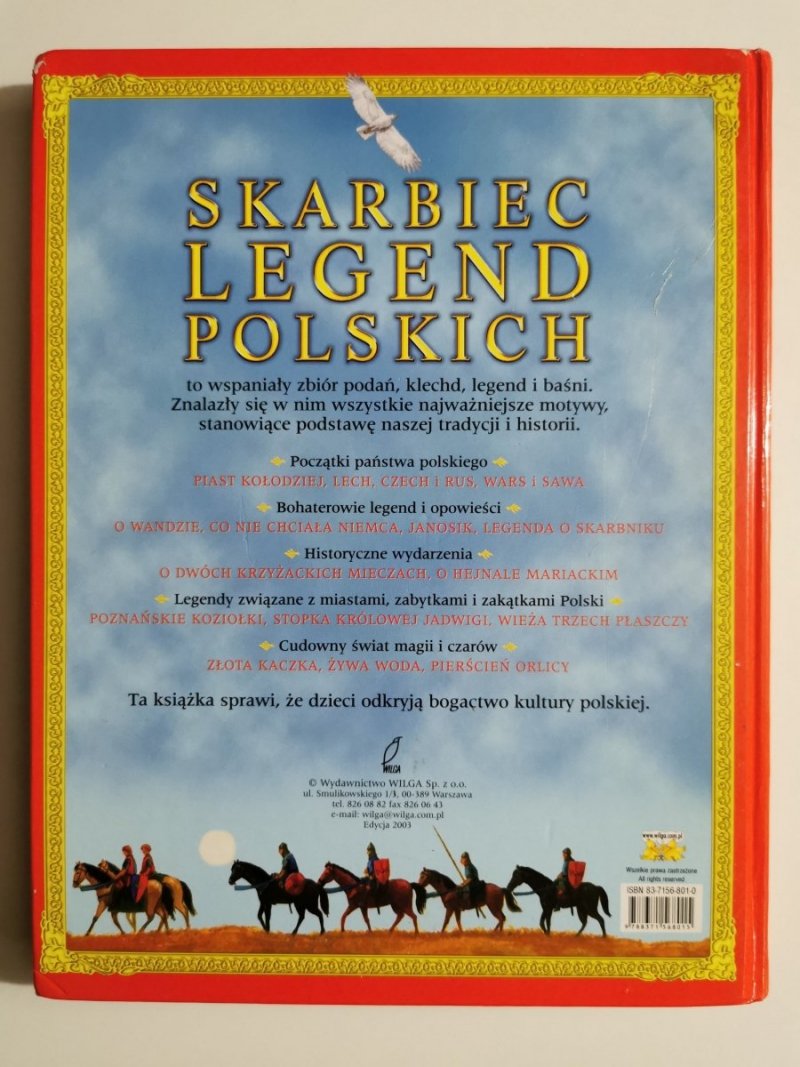 SKARBIEC
LEGEND
POLSKICH
to wspaniały zbiór podań, klechd, legend i baśni.
Znalazły się w nim wszystkie najważniejsze motywy,
stanowiące podstawę naszej tradycji i historii.
Początki państwa polskiego
PIAST KOŁODZIEJ, LECH, CZECH i RUS, WARS i SAWA
Bohaterowie legend i opowieści
O WANDZIE, CO NIE CHCIAŁA NIEMCA, JANOSIK, LEGENDA O SKARBNIKU
Historyczne wydarzenia
O DWÓCH KRZYŻACKICH MIECZACH, O HEJNALE MARIACKIM
Legendy związane z miastami, zabytkami i zakątkami Polski
POZNAŃSKIE KOZIOŁKI, STOPKA KRÓLOWEJ JADWIGI, WIEŻA TRZECH PŁASZCZY
Cudowny świat magii i czarów
ZŁOTA KACZKA, ŻYWA WODA, PIERŚCIEŃ ORLICY
Ta książka sprawi, że dzieci odkryją bogactwo kultury polskiej.
WILGA
© Wydawnictwo WILGA Sp. z o.o.
ul. Smulikowskiego 1/3, 00-389 Warszawa
tel. 826 08 82 fax 826 06 43
e-mail: wilga@wilga.com.pl
Edycja 2003
www.wilga.com.pl
Wszelkie prawa zastrzeżone
All rights reserved
ISBN 83-7156-801-0
9788371568015